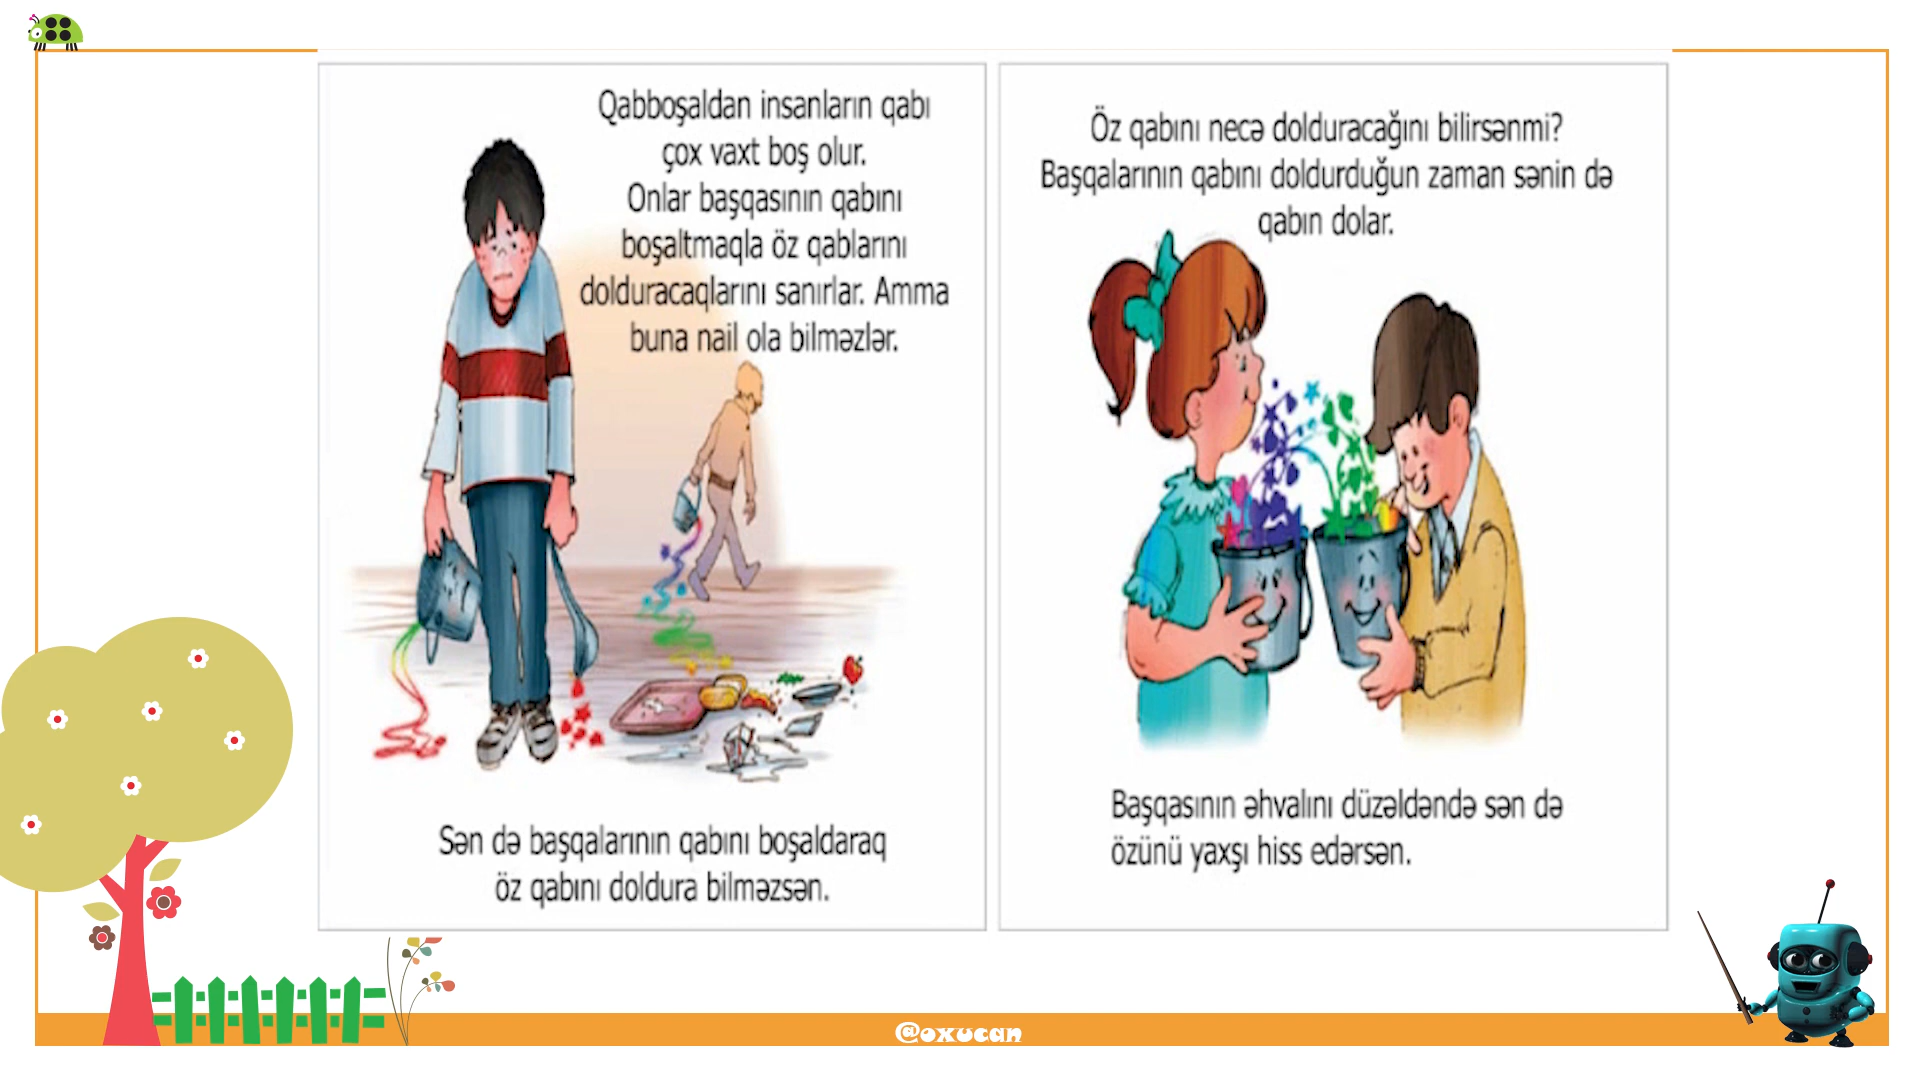 Qabboşaldan insanların qabı
çox vaxt boş olur.
Onlar başqasının qabını
boşaltmaqla öz qablarını
dolduracaqlarını sanırlar. Amma
buna nail ola bilməzlər.
Sən də başqalarının qabını boşaldaraq
öz qabını doldura bilməzsən.
Öz qabını necə dolduracağını bilirsənmi?
Başqalarının qabını doldurduğun zaman sənin də
qabın dolar.
Başqasının əhvalını düzəldəndə sən də
özünü yaxşı hiss edərsən.
@oxucan